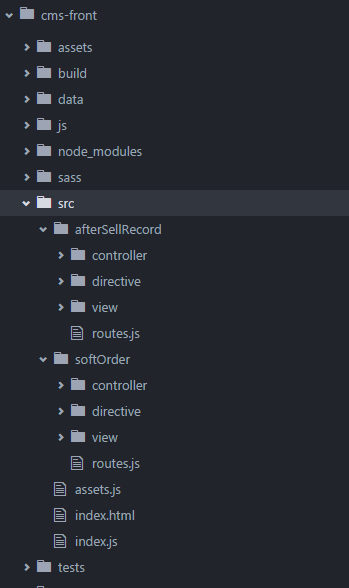 cms-front
assets
build
data
js
node_modules
sass
src
afterSellRecord
controller
directive
view
routes.js
softOrder
controller
directive
view
routes.js
assets.js
index.html
index.js
tests